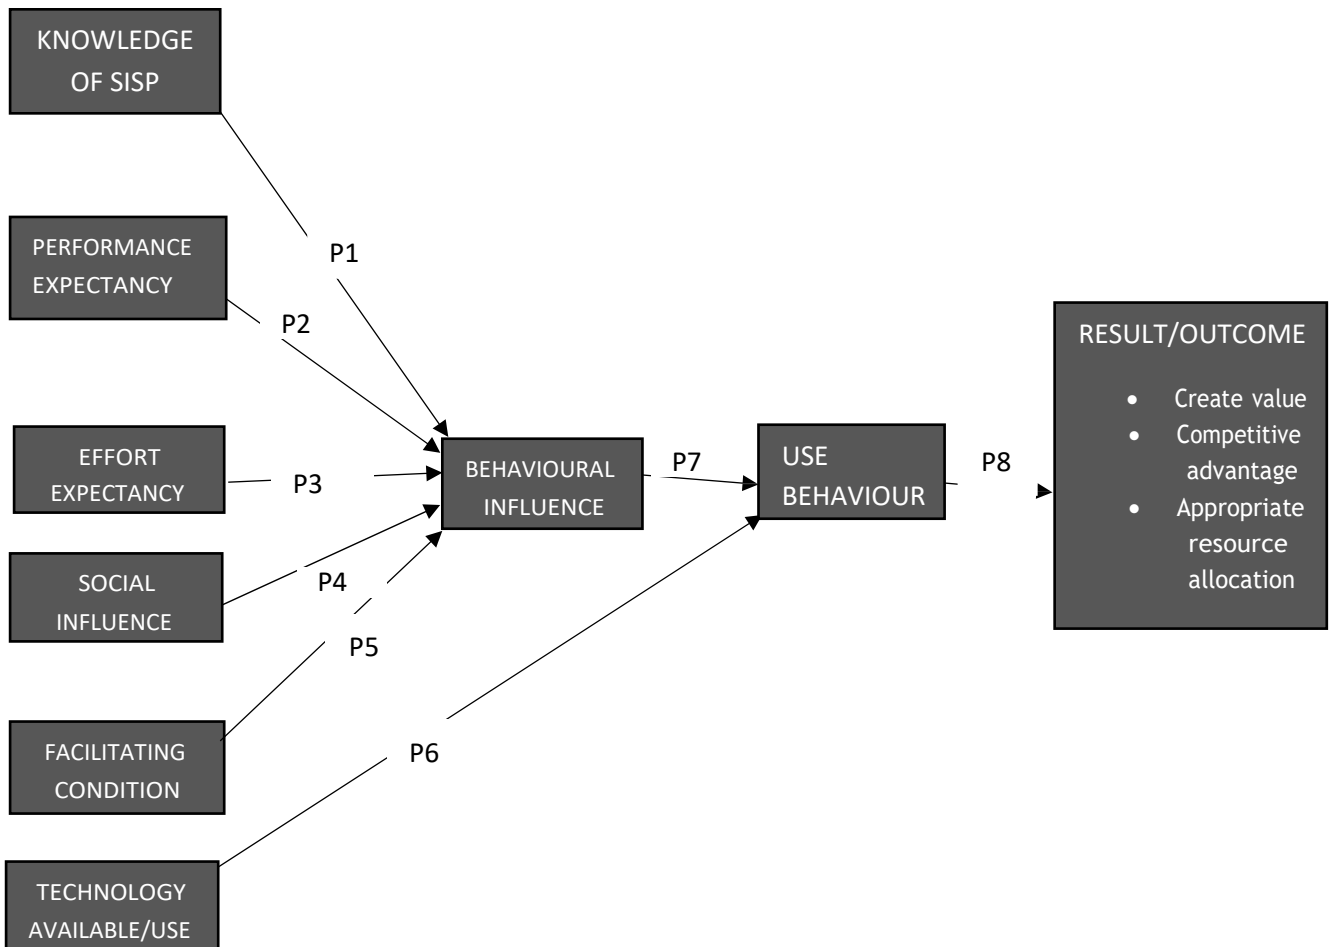 KNOWLEDGE
OF SISP
P1
PERFORMANCE
EXPECTANCY
P2
EFFORT
EXPECTANCY
P3
SOCIAL
INFLUENCE
P4
P5
FACILITATING
CONDITION
P6
TECHNOLOGY
AVAILABLE/USE
BEHAVIOURAL
INFLUENCE
P7
USE
BEHAVIOUR
P8
RESULT/OUTCOME
• Create value
• Competitive
advantage
• Appropriate
resource
allocation